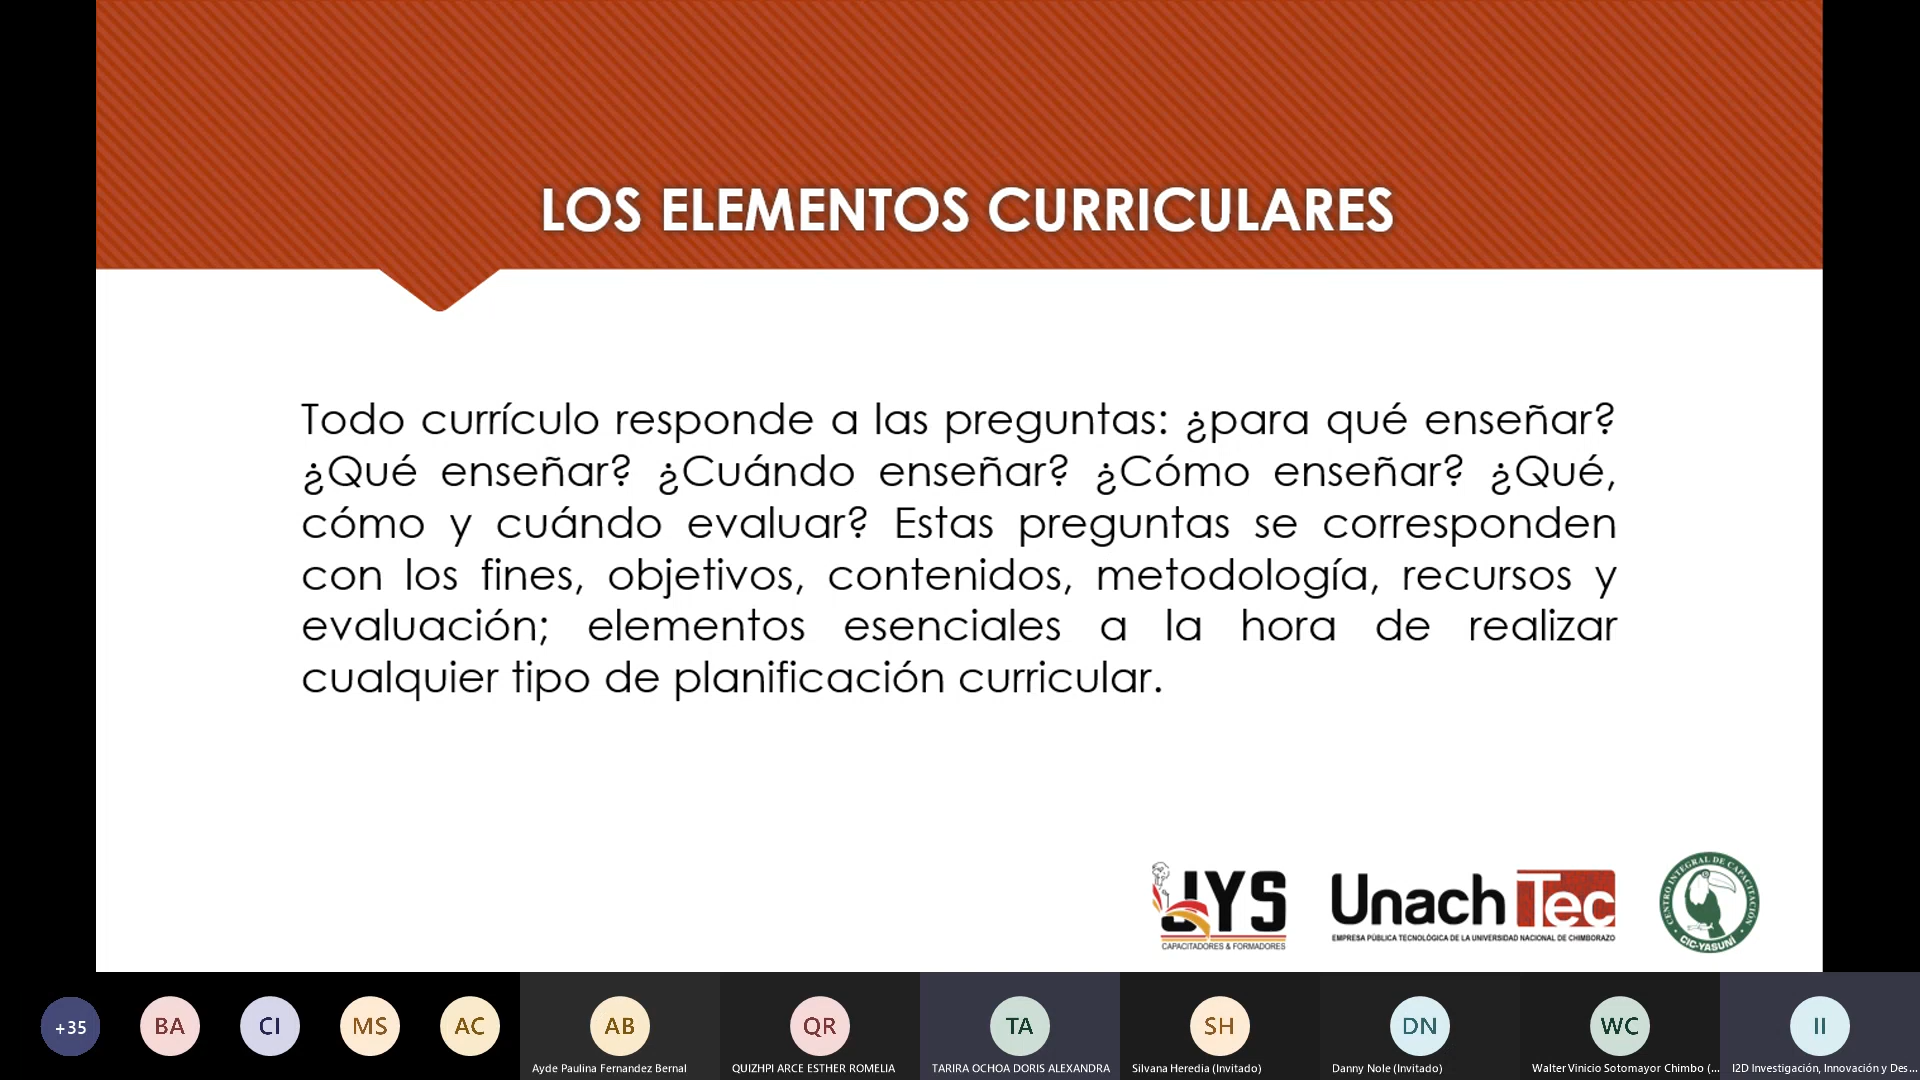 LOS ELEMENTOS CURRICULARES
Todo currículo responde a las preguntas: ¿para qué enseñar?
¿Qué enseñar? ¿Cuándo enseñar? ¿Cómo enseñar? ¿Qué,
cómo y cuándo evaluar? Estas preguntas se corresponden
con los fines, objetivos, contenidos, metodología, recursos y
evaluación; elementos esenciales a la hora de realizar
cualquier tipo de planificación curricular.
JYS
CAPACITADORES & FORMADORES
UnachTec
EMPRESA PÚBLICA TECNOLÓGICA DE LA UNIVERSIDAD NACIONAL DE CHIMBORAZO
CENTRO INTEGRAL DE CAPACITACIÓN
CIC-YASUNÍ
+35
BA
CI
MS
AC
AB
QR
TA
SH
DN
WC
II
Ayde Paulina Fernandez Bernal
QUIZHPI ARCE ESTHER ROMELIA
TARIRA OCHOA DORIS ALEXANDRA
Silvana Heredia (Invitado)
Danny Nole (Invitado)
Walter Vinicio Sotomayor Chimbo (...
I2D Investigación, Innovación y Des...